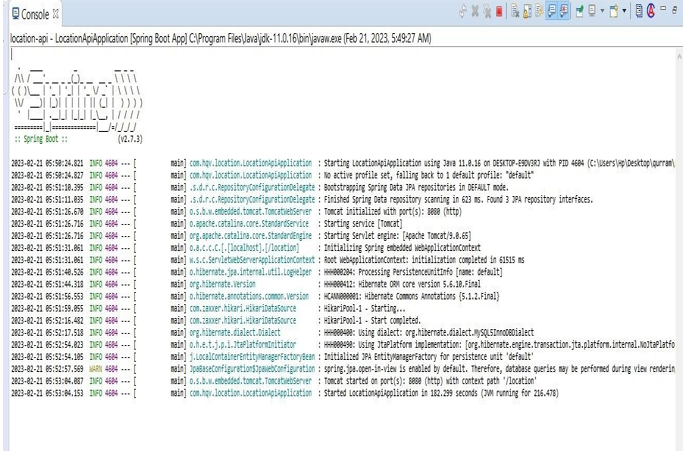 Console
location-api - LocationApiApplication [Spring Boot App] C:\Program Files\Java\jdk-11.0.16\bin\javaw.exe (Feb 21, 2023, 5:49:27 AM)
:: Spring Boot :: (v2.7.3)
2023-02-21 05:50:24.821 INFO 4604 --- [ main] com.hqv.location.LocationApiApplication : Starting LocationApiApplication using Java 11.0.16 on DESKTOP-E9DV3RJ with PID 4604 (C:\Users\Hp\Desktop\qurram\
2023-02-21 05:50:24.827 INFO 4604 --- [ main] com.hqv.location.LocationApiApplication : No active profile set, falling back to 1 default profile: "default"
2023-02-21 05:51:10.395 INFO 4604 --- [ main] .s.d.r.c.RepositoryConfigurationDelegate : Bootstrapping Spring Data JPA repositories in DEFAULT mode.
2023-02-21 05:51:11.035 INFO 4604 --- [ main] .s.d.r.c.RepositoryConfigurationDelegate : Finished Spring Data repository scanning in 623 ms. Found 3 JPA repository interfaces.
2023-02-21 05:51:26.670 INFO 4604 --- [ main] o.s.b.w.embedded.tomcat.TomcatWebServer : Tomcat initialized with port(s): 8080 (http)
2023-02-21 05:51:26.716 INFO 4604 --- [ main] o.apache.catalina.core.StandardService : Starting service [Tomcat]
2023-02-21 05:51:26.716 INFO 4604 --- [ main] org.apache.catalina.core.StandardEngine : Starting Servlet engine: [Apache Tomcat/9.0.65]
2023-02-21 05:51:31.061 INFO 4604 --- [ main] o.a.c.c.C.[.[localhost].[/location] : Initializing Spring embedded WebApplicationContext
2023-02-21 05:51:31.061 INFO 4604 --- [ main] w.s.c.ServletWebServerApplicationContext : Root WebApplicationContext: initialization completed in 61515 ms
2023-02-21 05:51:40.526 INFO 4604 --- [ main] o.hibernate.jpa.internal.util.LogHelper : HHH000204: Processing PersistenceUnitInfo [name: default]
2023-02-21 05:51:44.318 INFO 4604 --- [ main] org.hibernate.Version : HHH000412: Hibernate ORM core version 5.6.10.Final
2023-02-21 05:51:56.553 INFO 4604 --- [ main] o.hibernate.annotations.common.Version : HCANN000001: Hibernate Commons Annotations {5.1.2.Final}
2023-02-21 05:51:59.055 INFO 4604 --- [ main] com.zaxxer.hikari.HikariDataSource : HikariPool-1 - Starting...
2023-02-21 05:52:16.482 INFO 4604 --- [ main] com.zaxxer.hikari.HikariDataSource : HikariPool-1 - Start completed.
2023-02-21 05:52:17.518 INFO 4604 --- [ main] org.hibernate.dialect.Dialect : HHH000400: Using dialect: org.hibernate.dialect.MySQL5InnoDBDialect
2023-02-21 05:52:54.023 INFO 4604 --- [ main] o.h.e.t.j.p.i.JtaPlatformInitiator : HHH000490: Using JtaPlatform implementation: [org.hibernate.engine.transaction.jta.platform.internal.NoJtaPlatfo
2023-02-21 05:52:54.105 INFO 4604 --- [ main] j.LocalContainerEntityManagerFactoryBean : Initialized JPA EntityManagerFactory for persistence unit 'default'
2023-02-21 05:52:57.569 WARN 4604 --- [ main] JpaBaseConfiguration$JpaWebConfiguration : spring.jpa.open-in-view is enabled by default. Therefore, database queries may be performed during view renderin
2023-02-21 05:53:04.087 INFO 4604 --- [ main] o.s.b.w.embedded.tomcat.TomcatWebServer : Tomcat started on port(s): 8080 (http) with context path '/location'
2023-02-21 05:53:04.153 INFO 4604 --- [ main] com.hqv.location.LocationApiApplication : Started LocationApiApplication in 182.299 seconds (JVM running for 216.478)